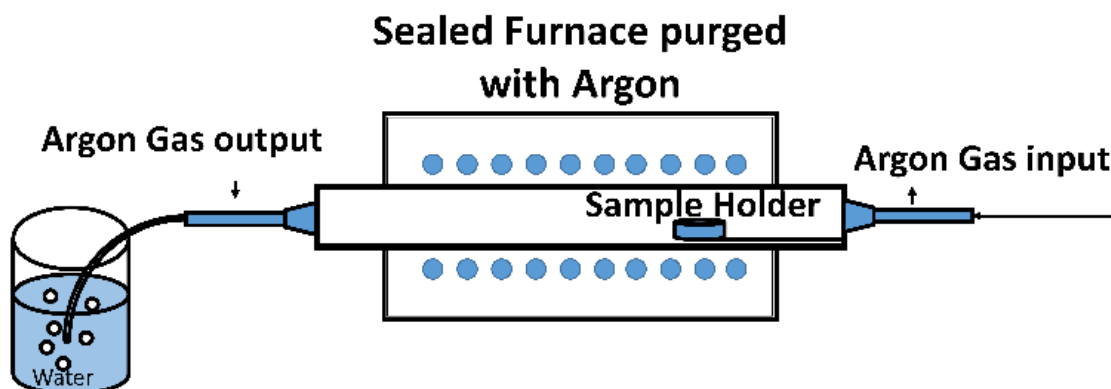 Sealed Furnace purged
with Argon
Argon Gas output
Argon Gas input
Sample Holder
Water